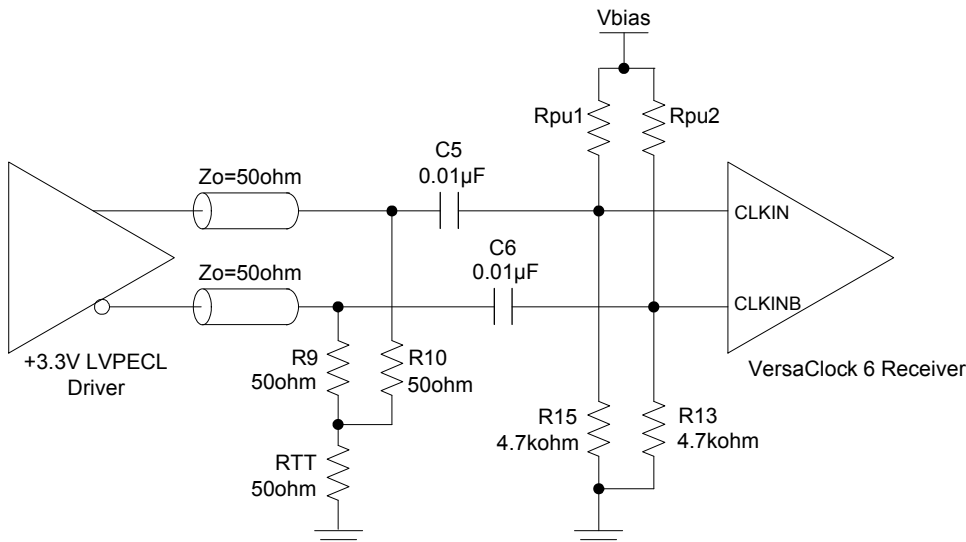 Vbias
Rpu1
Rpu2
C5
0.01µF
Zo=50ohm
CLKIN
C6
0.01µF
Zo=50ohm
CLKINB
+3.3V LVPECL
Driver
R9
50ohm
R10
50ohm
VersaClock 6 Receiver
R15
4.7kohm
R13
4.7kohm
RTT
50ohm